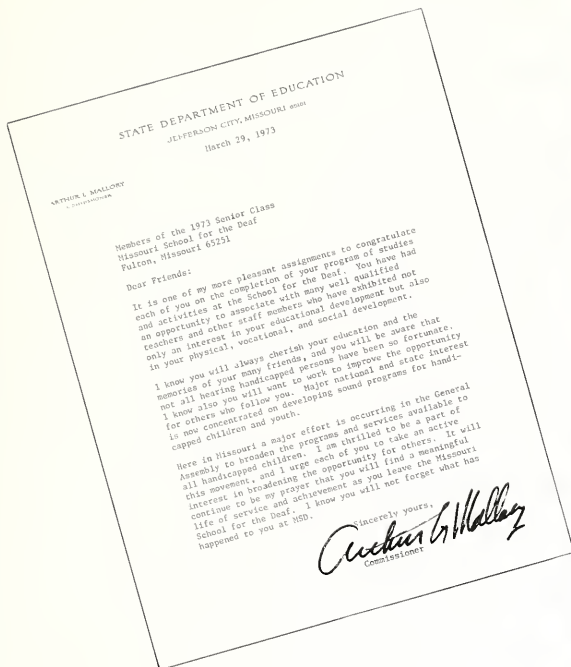 STATE DEPARTMENT OF EDUCATION
JEFFERSON CITY, MISSOURI 65101
March 29, 1973
ARTHUR L. MALLORY
COMMISSIONER
Members of the 1973 Senior Class
Missouri School for the Deaf
Fulton, Missouri 65251
Dear Friends:
It is one of my more pleasant assignments to congratulate
each of you on the completion of your program of studies
and activities at the School for the Deaf. You have had
an opportunity to associate with many well qualified
teachers and other staff members who have exhibited not
only an interest in your educational development but also
in your physical, vocational, and social development.
I know you will always cherish your education and the
memories of your many friends, and you will be aware that
not all hearing handicapped persons have been so fortunate.
I know also you will want to work to improve the opportunity
for others who follow you. Major national and state interest
is now concentrated on developing sound programs for handi-
capped children and youth.
Here in Missouri a major effort is occurring in the General
Assembly to broaden the programs and services available to
all handicapped children. I am thrilled to be a part of
this movement, and I urge each of you to take an active
interest in broadening the opportunity for others. It will
continue to be my prayer that you will find a meaningful
life of service and achievement as you leave the Missouri
School for the Deaf. I know you will not forget what has
happened to you at MSD.
Sincerely yours,
Arthur L Mallory
Commissioner